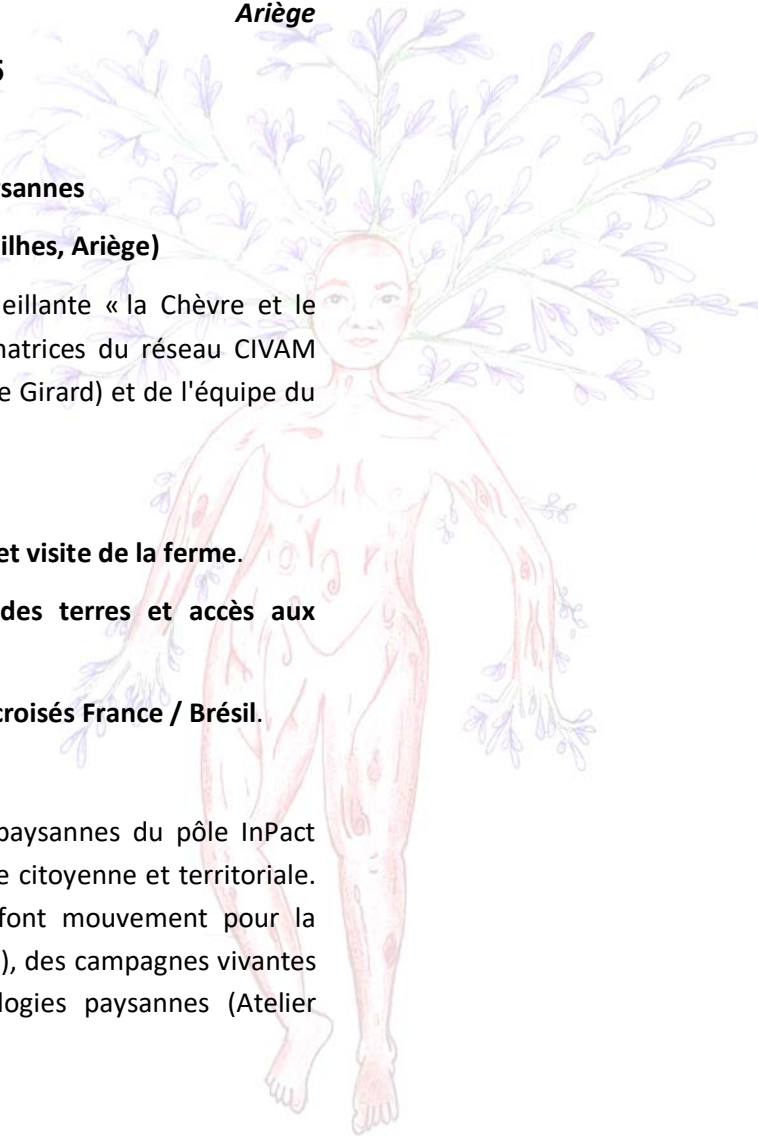 Ariège
5
sannes
ilhes, Ariège)
eillante « la Chèvre et le
natrices du réseau CIVAM
e Girard) et de l'équipe du
et visite de la ferme.
des terres et accès aux
croisés France / Brésil.
paysannes du pôle InPact
e citoyenne et territoriale.
font mouvement pour la
), des campagnes vivantes
logies paysannes (Atelier